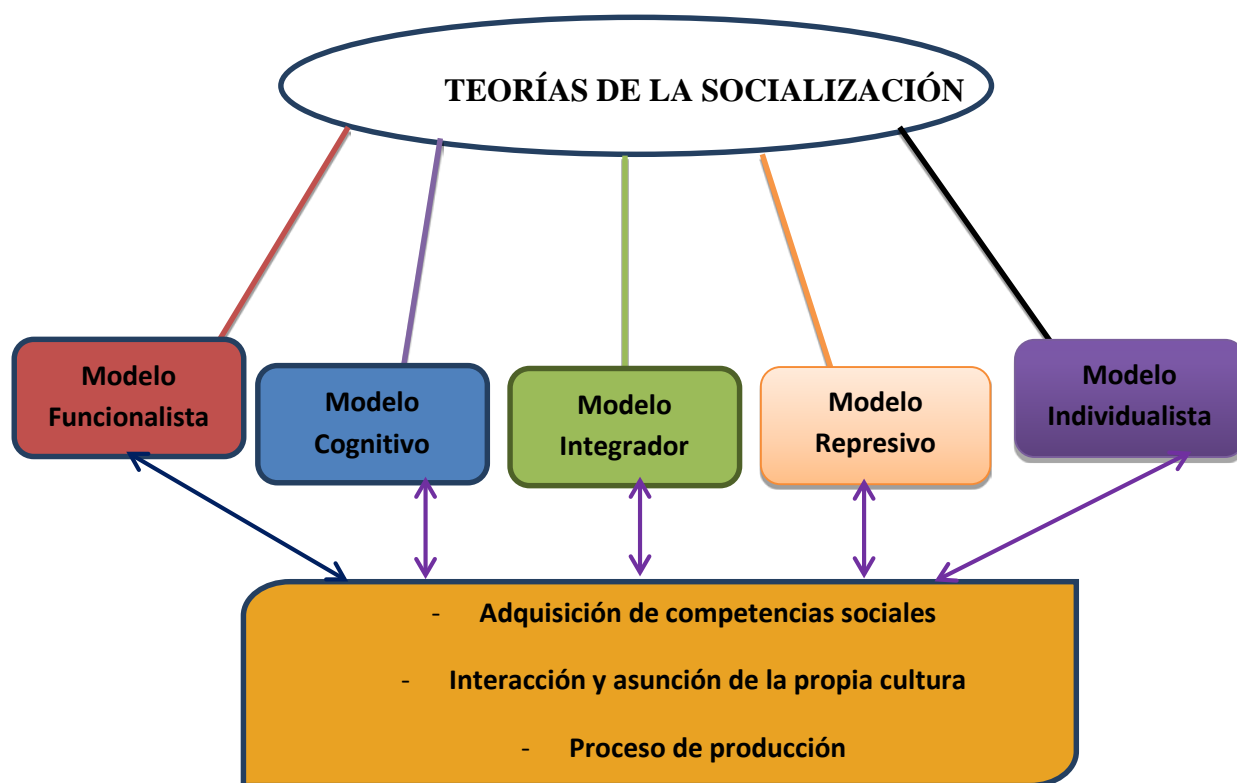 TEORÍAS DE LA SOCIALIZACIÓN
Modelo
Funcionalista
Modelo
Cognitivo
Modelo
Integrador
Modelo
Represivo
Modelo
Individualista
- Adquisición de competencias sociales
- Interacción y asunción de la propia cultura
- Proceso de producción